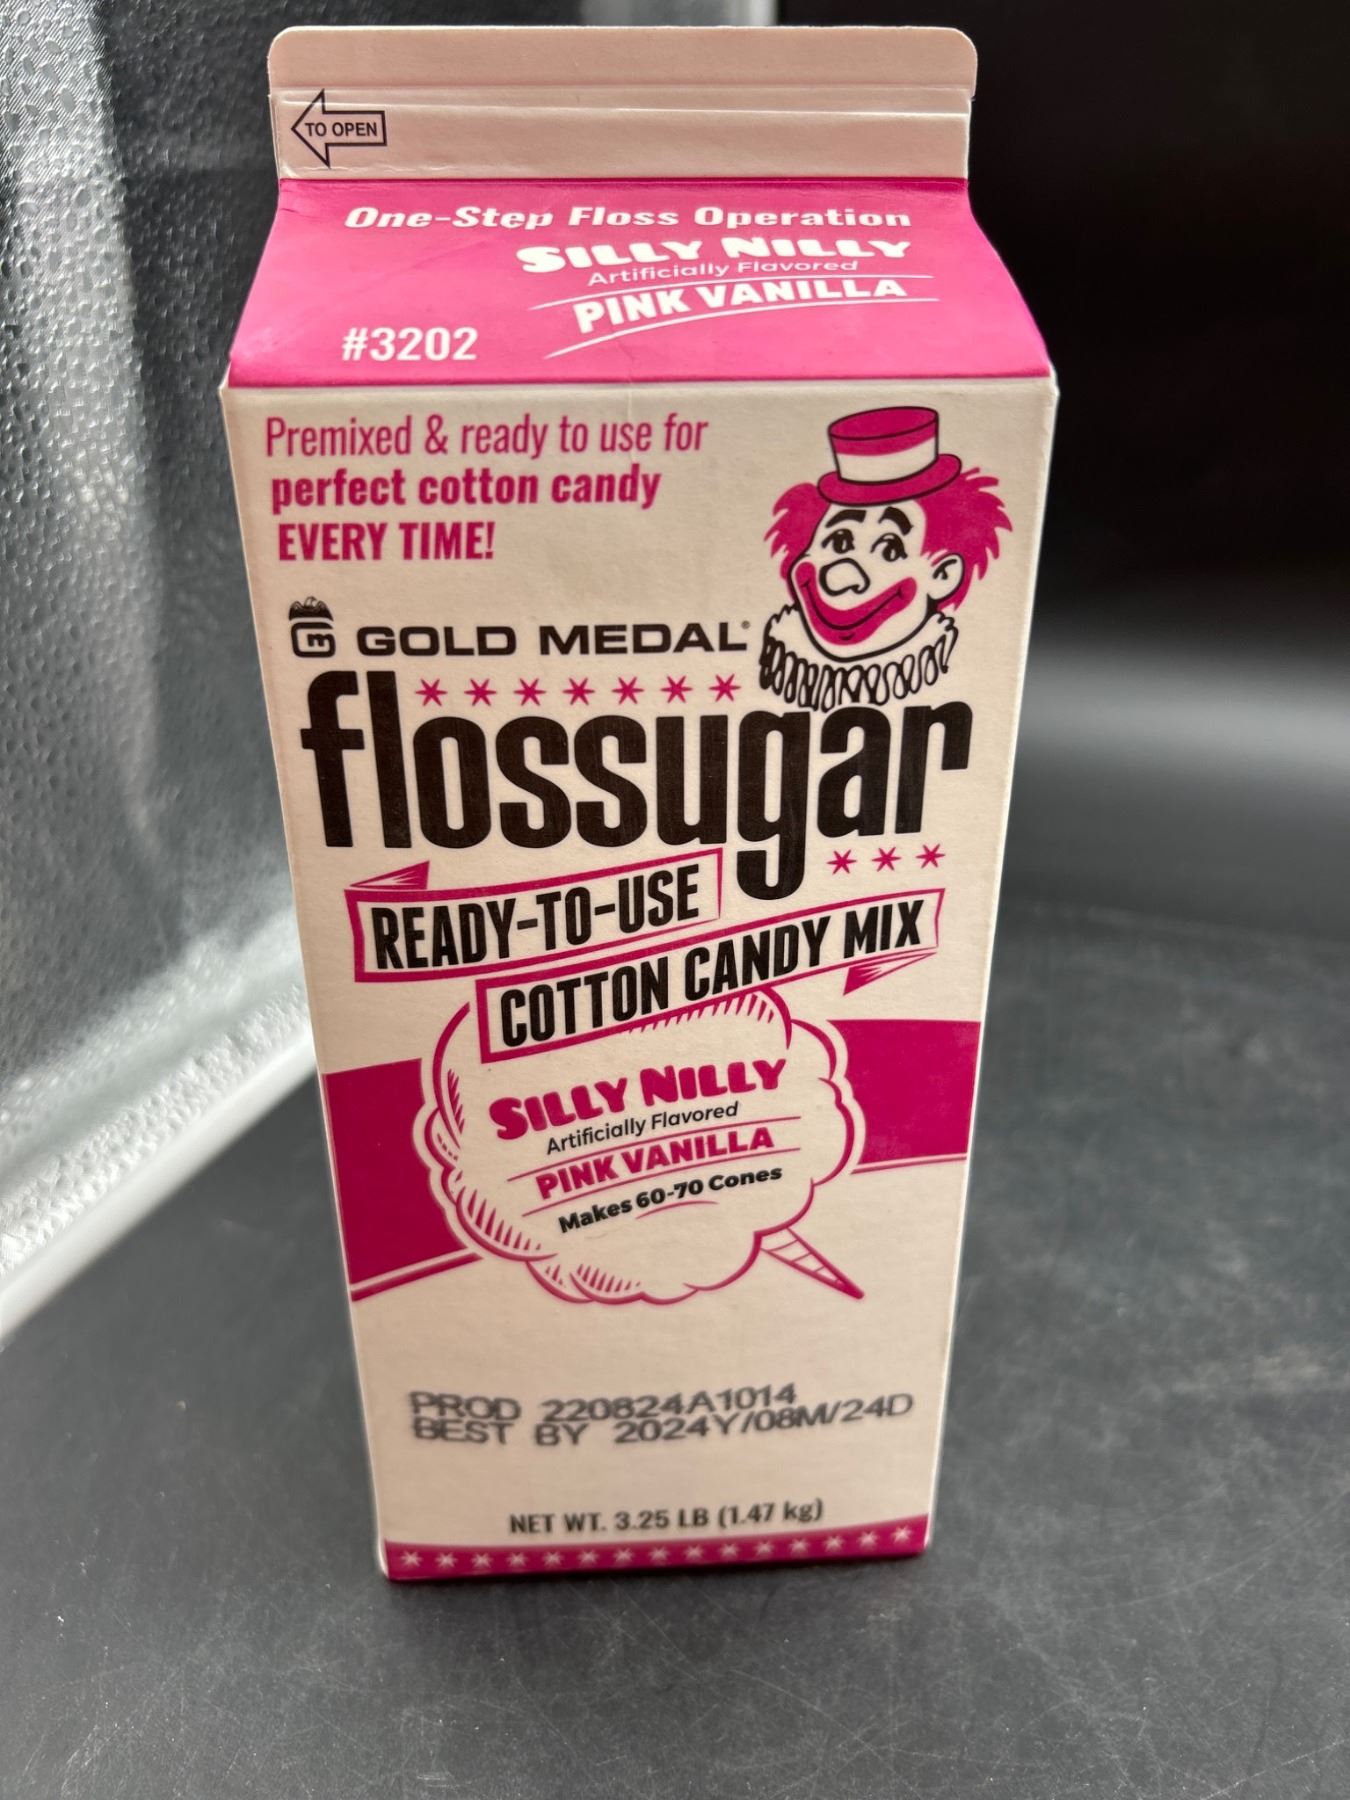 TO OPEN
One-Step Floss Operation
SILLY NILLY
Artificially Flavored
PINK VANILLA
#3202
Premixed & ready to use for
perfect cotton candy
EVERY TIME!
Gm GOLD MEDAL®
flossugar
READY-TO-USE
COTTON CANDY MIX
SILLY NILLY
Artificially Flavored
PINK VANILLA
Makes 60-70 Cones
PROD 220824A1014
BEST BY 2024Y/08M/24D
NET WT. 3.25 LB (1.47 kg)